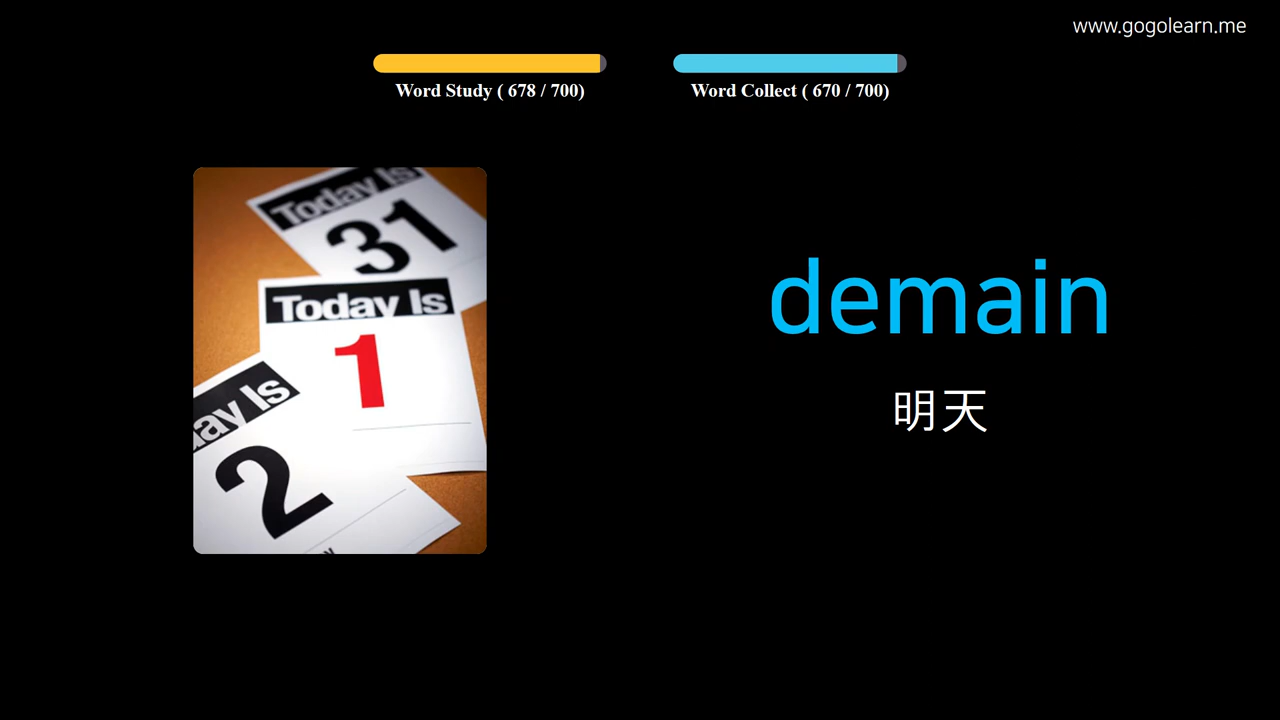 www.gogolearn.me
Word Study ( 678 / 700)
Word Collect ( 670 / 700)
Today Is
31
Today Is
1
ay Is
2
demain
明天